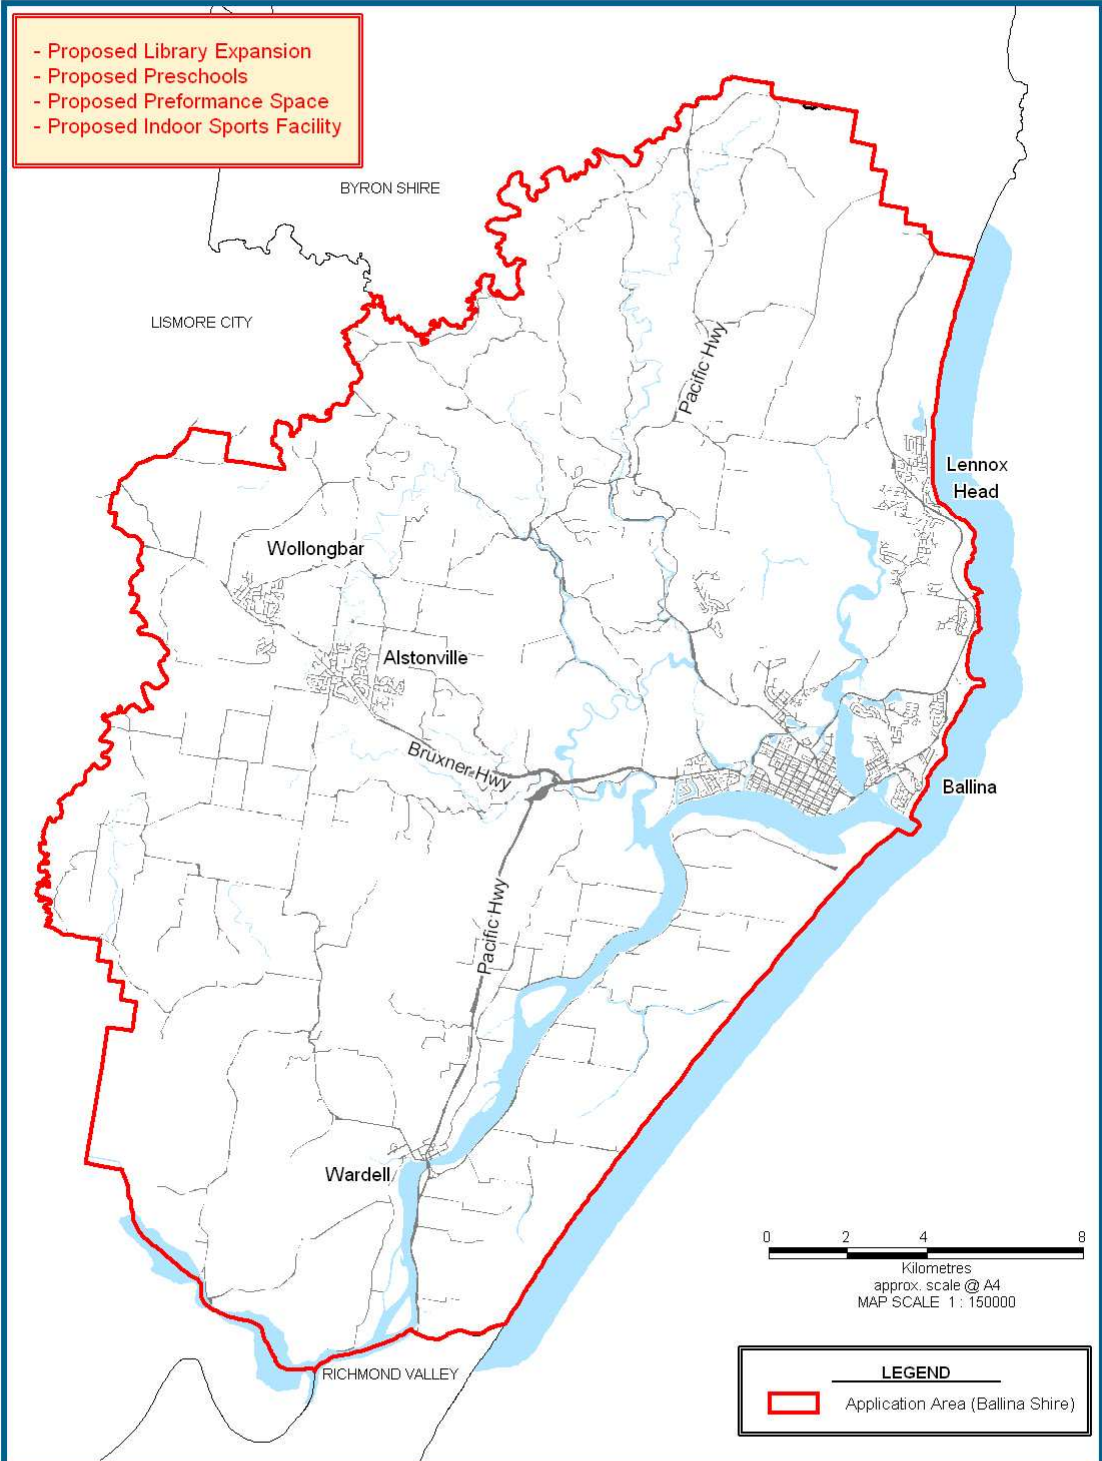 - Proposed Library Expansion
- Proposed Preschools
- Proposed Preformance Space
- Proposed Indoor Sports Facility
BYRON SHIRE
LISMORE CITY
Pacific Hwy
Lennox
Head
Wollongbar
Alstonville
Bruxner Hwy
Ballina
Pacific Hwy
Wardell
0 2 4 8
Kilometres
approx. scale @ A4
MAP SCALE 1 : 150000
RICHMOND VALLEY
LEGEND
Application Area (Ballina Shire)